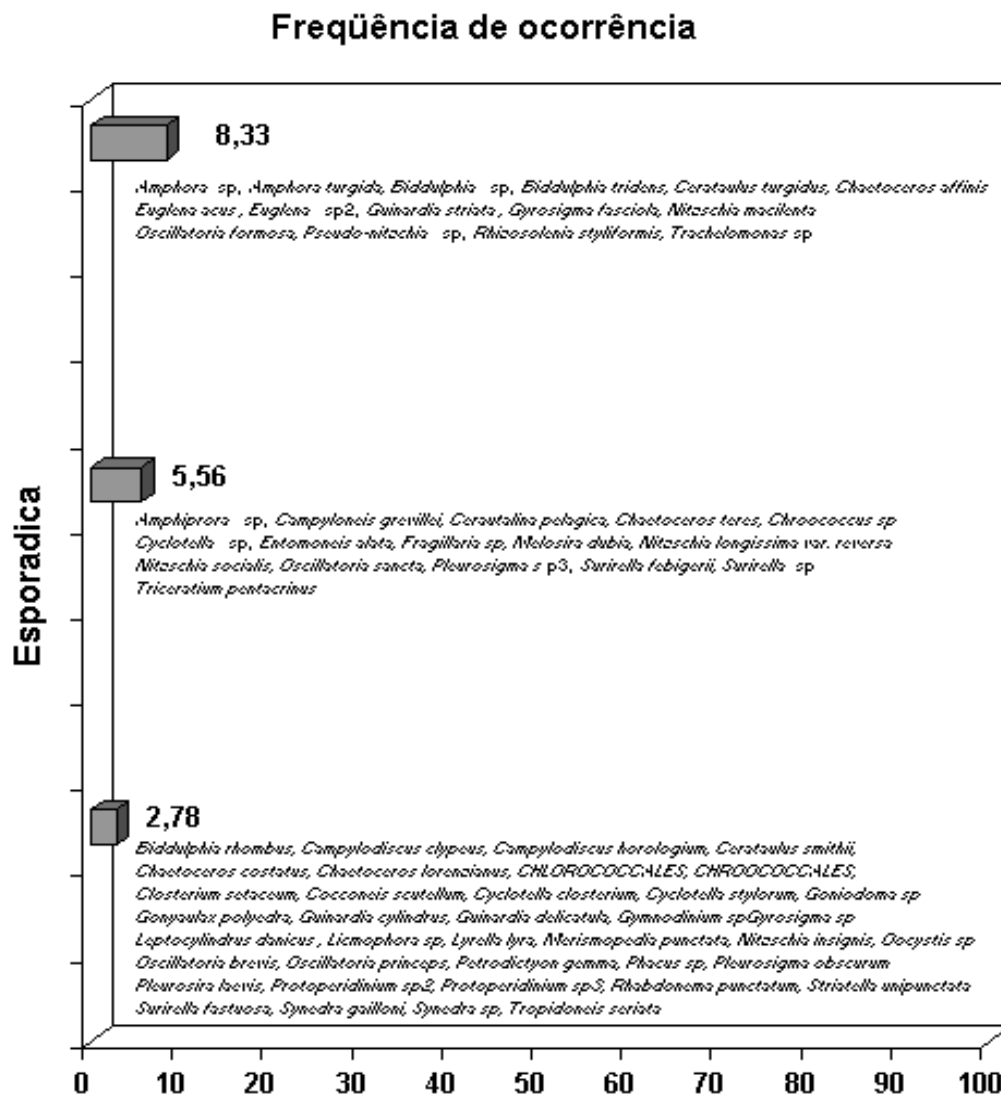 Freqüência de ocorrência
Esporadica
8,33
Amphora sp, Amphora turgida, Biddulphia sp, Biddulphia tridens, Cerataulus turgidus, Chaetoceros affinis
Euglena acus , Euglena sp2, Guinardia striata , Gyrosigma fasciola, Nitzschia macilenta
Oscillatoria formosa, Pseudo-nitzchia sp, Rhizosolenia styliformis, Trachelomonas sp
5,56
Amphiprora sp, Campyloneis grevillei, Cerautalina pelagica, Chaetoceros teres, Chroococcus sp
Cyclotella sp, Entomoneis alata, Fragillaria sp, Melosira dubia, Nitzschia longissima var. reversa
Nitzschia socialis, Oscillatoria sancta, Pleurosigma s p3, Surirella febigerii, Surirella sp
Triceratium pentacrinus
2,78
Biddulphia rhombus, Campylodiscus clypeus, Campylodiscus horologium, Cerataulus smithii,
Chaetoceros costatus, Chaetoceros lorenzianus, CHLOROCOCCALES, CHROOCOCCALES,
Closterium setaceum, Cocconeis scutellum, Cyclotella closterium, Cyclotella stylorum, Goniodoma sp
Gonyaulax polyedra, Guinardia cylindrus, Guinardia delicatula, Gymnodinium spGyrosigma sp
Leptocylindrus danicus , Licmophora sp, Lyrella lyra, Merismopedia punctata, Nitzschia insignis, Oocystis sp
Oscillatoria brevis, Oscillatoria princeps, Petrodictyon gemma, Phacus sp, Pleurosigma obscurum
Pleurosira laevis, Protoperidinium sp2, Protoperidinium sp3, Rhabdonema punctatum, Striatella unipunctata
Surirella fastuosa, Synedra gailloni, Synedra sp, Tropidoneis seriata
0 10 20 30 40 50 60 70 80 90 100